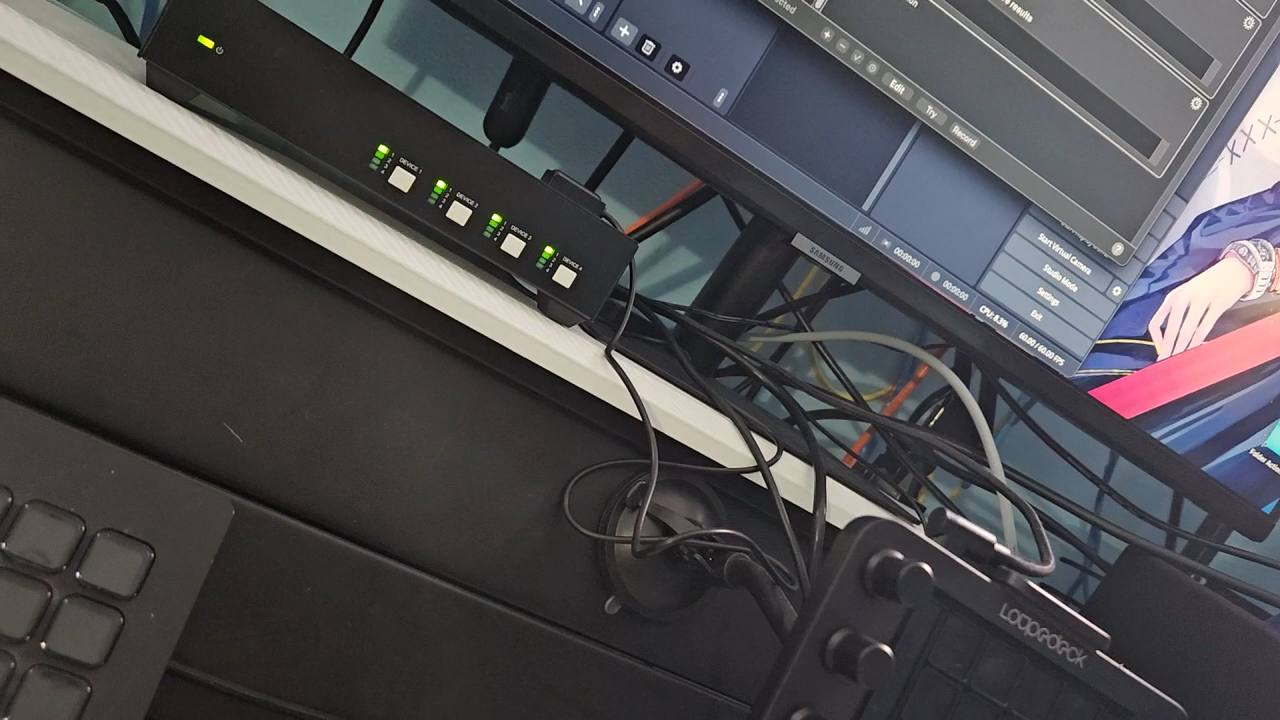 DEVICE 1
DEVICE 2
DEVICE 3
DEVICE 4
SAMSUNG
results
Edit
Try
Record
00:00:00
00:00:00
CPU: 8.3%
60.00 / 60.00 FPS
Start Virtual Camera
Studio Mode
Settings
Exit
Loupedeck